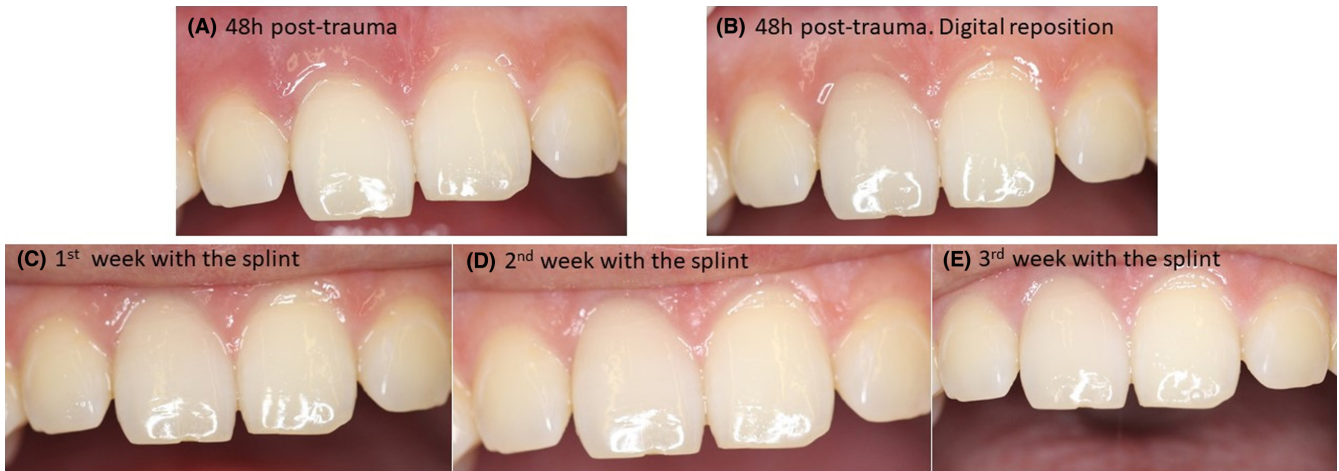 (A) 48h post-trauma
(B) 48h post-trauma. Digital reposition
(C) 1st week with the splint
(D) 2nd week with the splint
(E) 3rd week with the splint